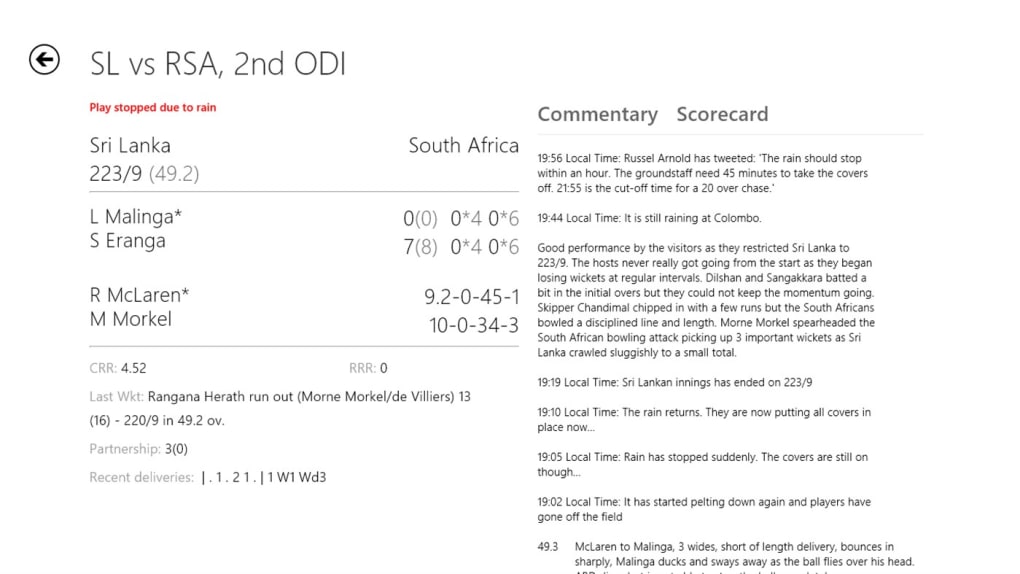 SL vs RSA, 2nd ODI
Play stopped due to rain
Sri Lanka South Africa
223/9 (49.2)
L Malinga* 0(0) 0*4 0*6
S Eranga 7(8) 0*4 0*6
R McLaren* 9.2-0-45-1
M Morkel 10-0-34-3
CRR: 4.52 RRR: 0
Last Wkt: Rangana Herath run out (Morne Morkel/de Villiers) 13
(16) - 220/9 in 49.2 ov.
Partnership: 3(0)
Recent deliveries: | . 1 . 2 1 . | 1 W1 Wd3
Commentary Scorecard
19:56 Local Time: Russel Arnold has tweeted: 'The rain should stop
within an hour. The groundstaff need 45 minutes to take the covers
off. 21:55 is the cut-off time for a 20 over chase.'
19:44 Local Time: It is still raining at Colombo.
Good performance by the visitors as they restricted Sri Lanka to
223/9. The hosts never really got going from the start as they began
losing wickets at regular intervals. Dilshan and Sangakkara batted a
bit in the initial overs but they could not keep the momentum going.
Skipper Chandimal chipped in with a few runs but the South Africans
bowled a disciplined line and length. Morne Morkel spearheaded the
South African bowling attack picking up 3 important wickets as Sri
Lanka crawled sluggishly to a small total.
19:19 Local Time: Sri Lankan innings has ended on 223/9
19:10 Local Time: The rain returns. They are now putting all covers in
place now...
19:05 Local Time: Rain has stopped suddenly. The covers are still on
though...
19:02 Local Time: It has started pelting down again and players have
gone off the field
49.3 McLaren to Malinga, 3 wides, short of length delivery, bounces in
sharply, Malinga ducks and sways away as the ball flies over his head.